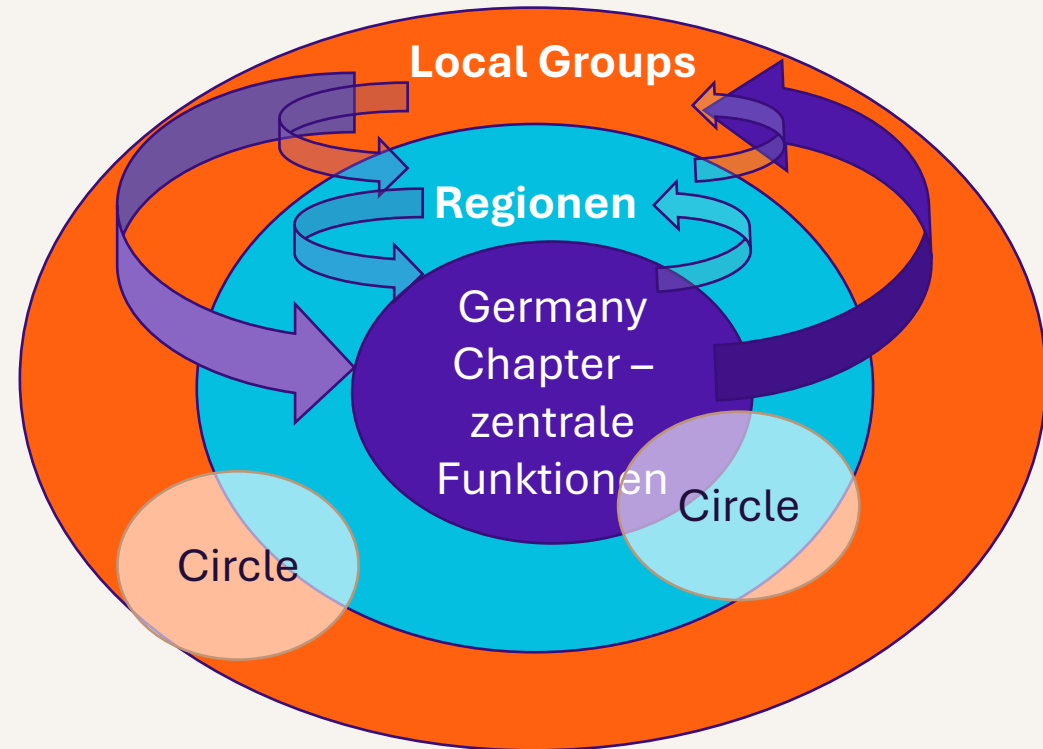 Local Groups
Regionen
Germany
Chapter –
zentrale
Funktionen
Circle
Circle